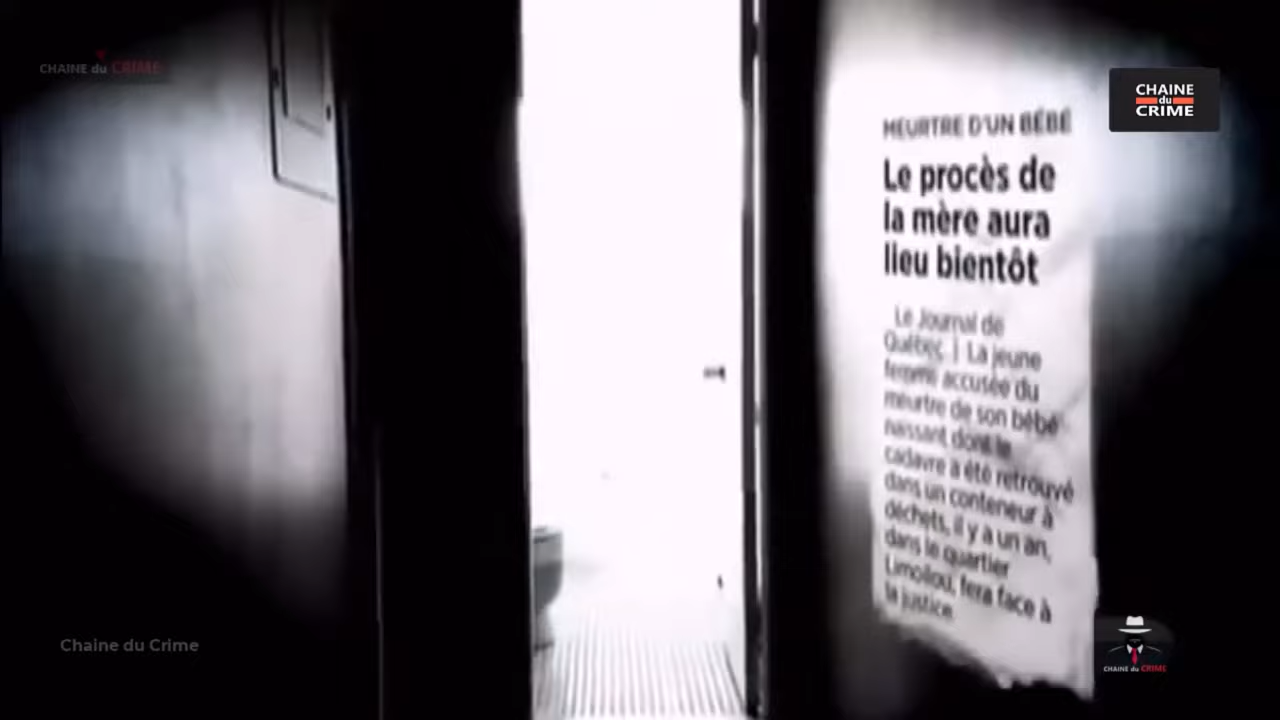 CHAINE du CRIME
CHAINE
du
CRIME
MEURTRE D'UN BÉBÉ
Le procès de
la mère aura
lieu bientôt
Le Journal de
Québec | La jeune
femme accusée du
meurtre de son bébé
naissant dont le
cadavre a été retrouvé
dans un conteneur à
déchets, il y a un an,
dans le quartier
Limoilou, fera face à
la justice.
Chaine du Crime
CHAINE du CRIME